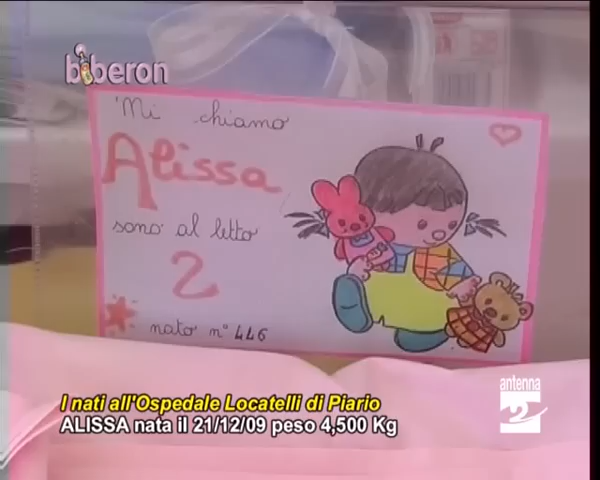 biberon
Mi chiamo
Alissa
sono al letto
2
nato n° 446
I nati all'Ospedale Locatelli di Piario
ALISSA nata il 21/12/09 peso 4,500 Kg
antenna
2